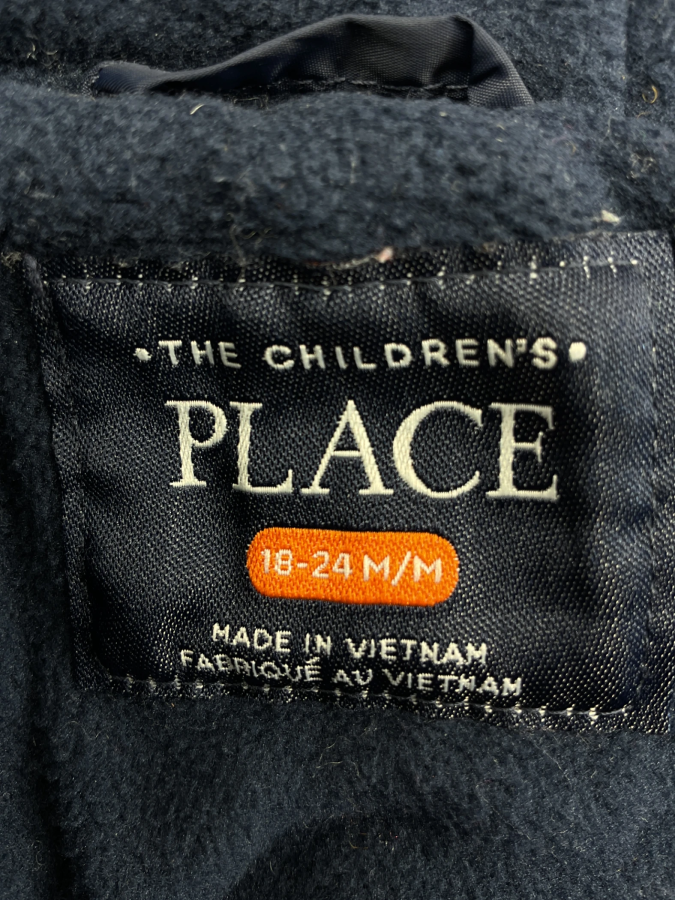 •THE CHILDREN'S•
PLACE
18-24 M/M
MADE IN VIETNAM
FABRIQUÉ AU VIETNAM